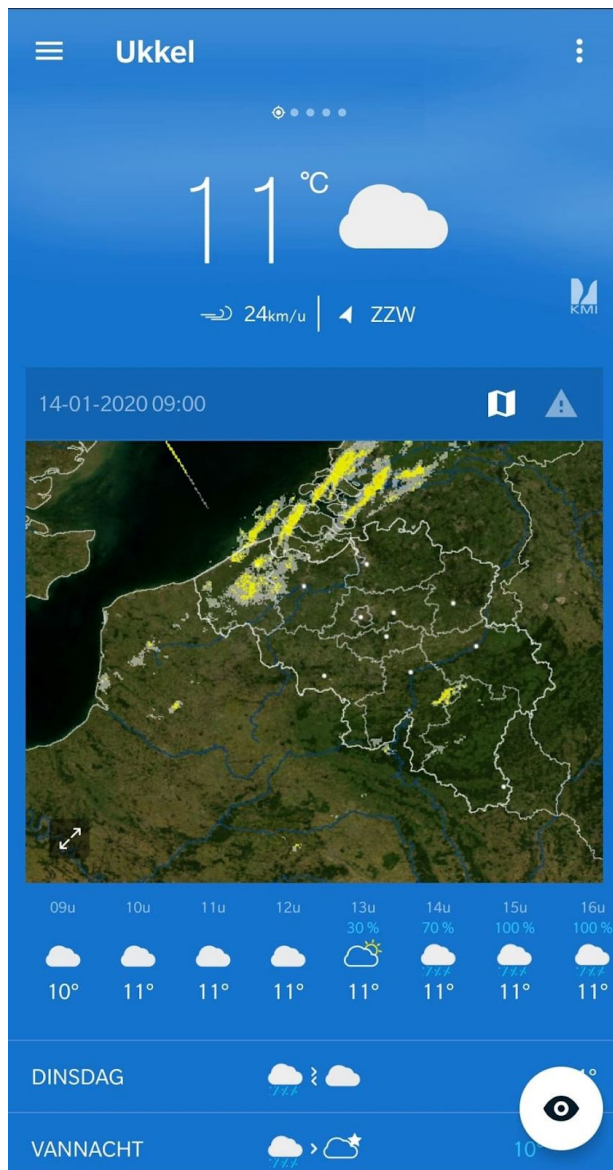 Ukkel
11 °C
24km/u | ZZW
KMI
14-01-2020 09:00
09u 10u 11u 12u 13u 14u 15u 16u
30 % 70 % 100 % 100 %
10° 11° 11° 11° 11° 11° 11° 11°
DINSDAG
VANNACHT 10°